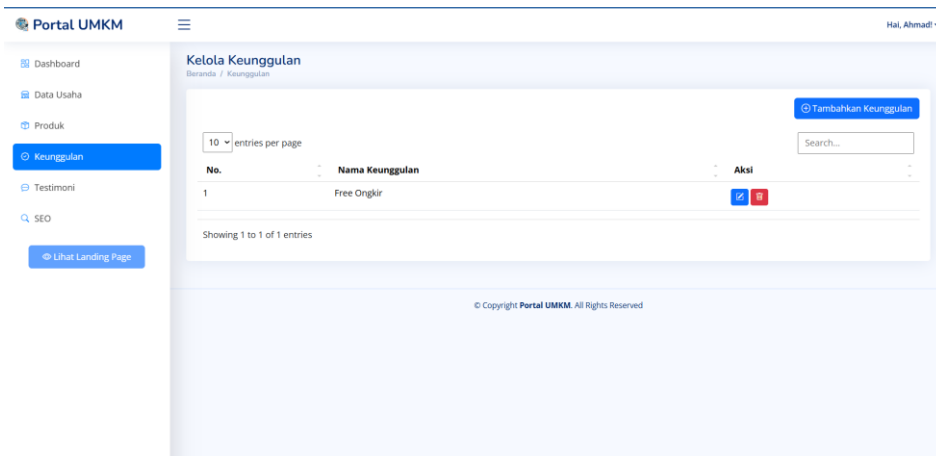 Portal UMKM
Hai, Ahmad!
Dashboard
Data Usaha
Produk
Keunggulan
Testimoni
SEO
Lihat Landing Page
Kelola Keunggulan
Beranda / Keunggulan
Tambahkan Keunggulan
10 entries per page
Search...
No. Nama Keunggulan Aksi
1 Free Ongkir
Showing 1 to 1 of 1 entries
© Copyright Portal UMKM. All Rights Reserved